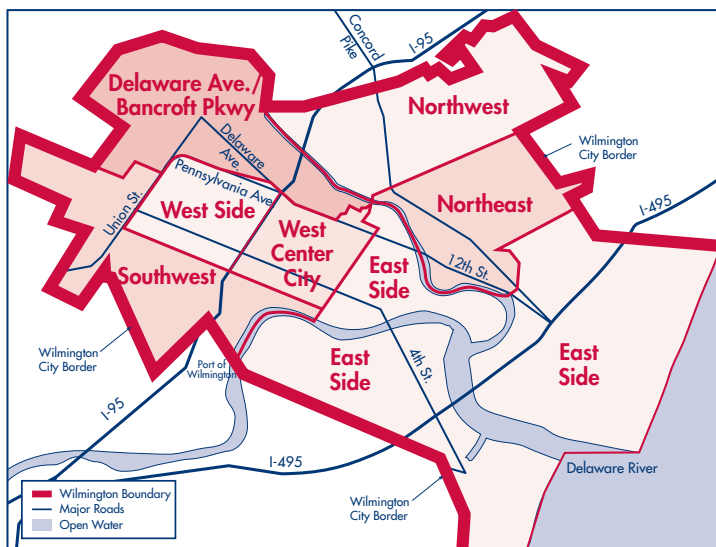 Concord
Pike
I-95
Delaware Ave./
Bancroft Pkwy
Northwest
Delaware
Ave.
Wilmington
City Border
Pennsylvania Ave
Union St.
West Side
Northeast
I-495
West
Center
City
East
Side
12th St.
Southwest
Wilmington
City Border
Port of
Wilmington
East
Side
4th St.
East
Side
I-95
I-495
Delaware River
Wilmington
City Border
Wilmington Boundary
Major Roads
Open Water